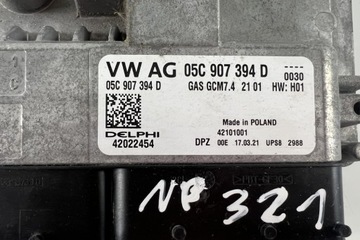 VW AG 05C 907 394 D
0030
05C 907 394 D GAS GCM7.4 21 01 HW: H01
Made in POLAND
42101001
DELPHI
42022454
DPZ 00E 17.03.21 UPS8 2988
NP 321